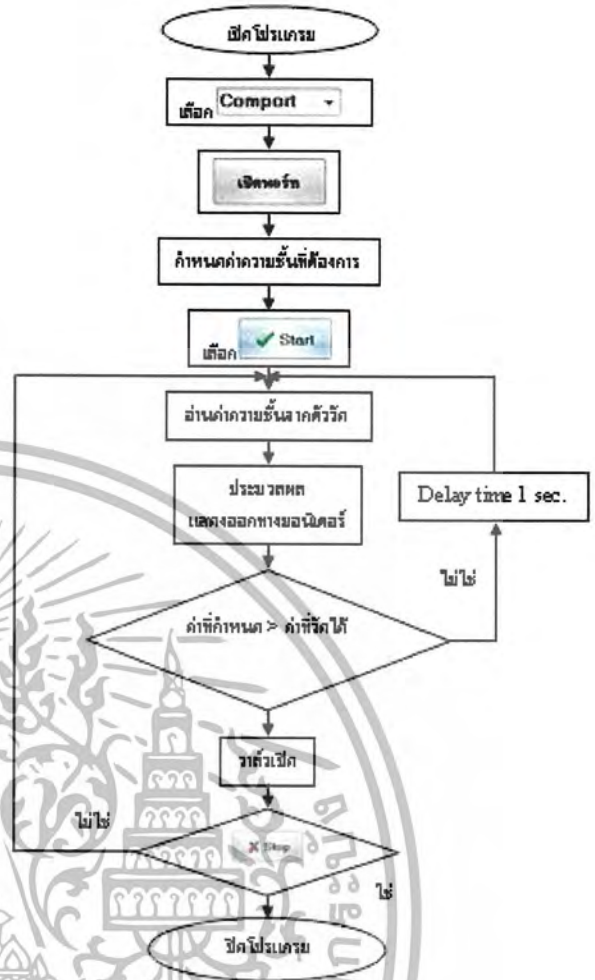 เปิดโปรแกรม
เลือก Comport
เปิดพอร์ท
กำหนดค่าความชื้นที่ต้องการ
เลือก Start
อ่านค่าความชื้นจากตัววัด
ประมวลผล
แสดงออกทางมอนิเตอร์
Delay time 1 sec.
ไม่ใช่
ค่าที่กำหนด > ค่าที่วัดได้
วาล์วเปิด
ไม่ใช่
Stop
ใช่
ปิดโปรแกรม